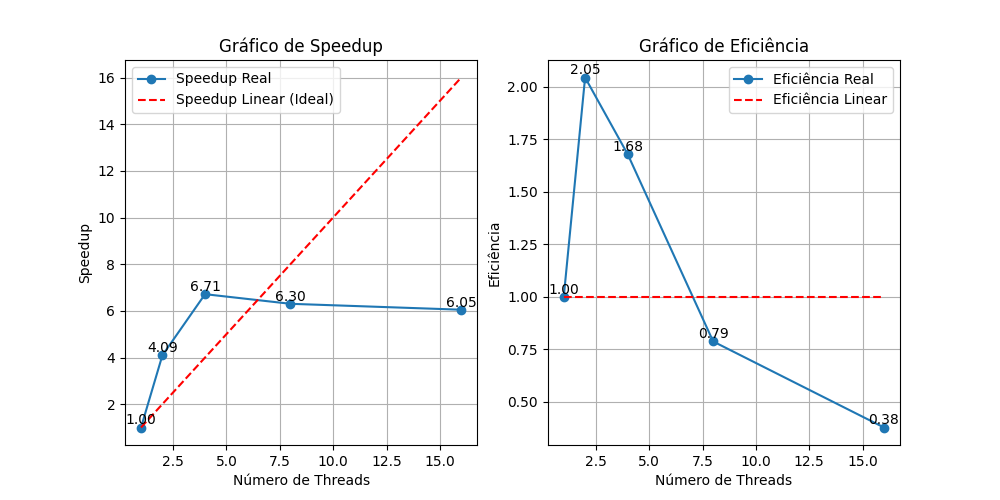 Gráfico de Speedup
Speedup Real
Speedup Linear (Ideal)
16
14
12
10
8
6
4
2
Speedup
1.00
4.09
6.71
6.30
6.05
2.5 5.0 7.5 10.0 12.5 15.0
Número de Threads
Gráfico de Eficiência
Eficiência Real
Eficiência Linear
2.00
1.75
1.50
1.25
1.00
0.75
0.50
Eficiência
1.00
2.05
1.68
0.79
0.38
2.5 5.0 7.5 10.0 12.5 15.0
Número de Threads